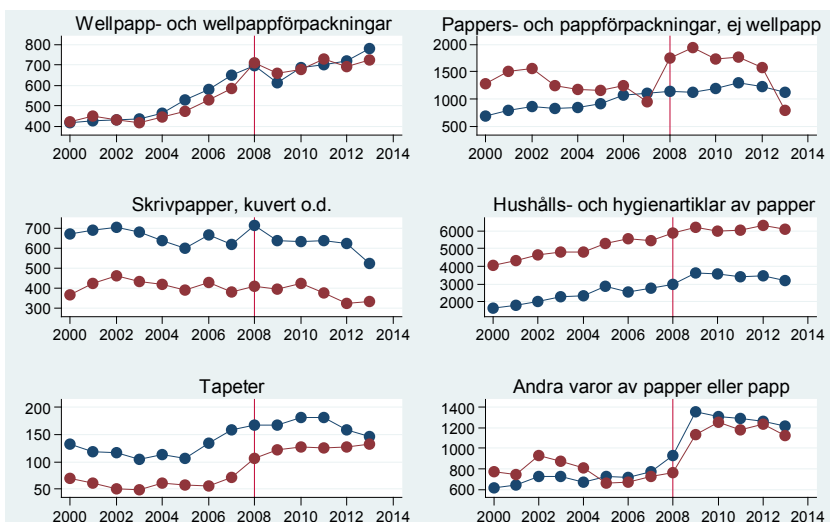 Wellpapp- och wellpappförpackningar
800
700
600
500
400
2000 2002 2004 2006 2008 2010 2012 2014
Pappers- och pappförpackningar, ej wellpapp
2000
1500
1000
500
2000 2002 2004 2006 2008 2010 2012 2014
Skrivpapper, kuvert o.d.
700
600
500
400
300
2000 2002 2004 2006 2008 2010 2012 2014
Hushålls- och hygienartiklar av papper
6000
5000
4000
3000
2000
2000 2002 2004 2006 2008 2010 2012 2014
Tapeter
200
150
100
50
2000 2002 2004 2006 2008 2010 2012 2014
Andra varor av papper eller papp
1400
1200
1000
800
600
2000 2002 2004 2006 2008 2010 2012 2014